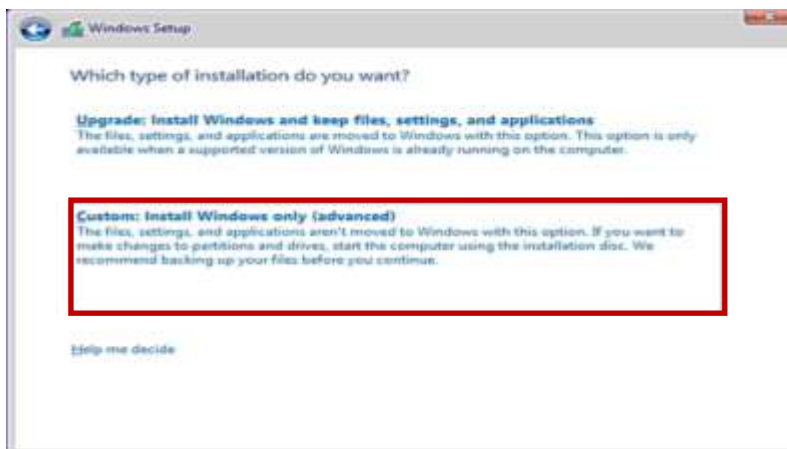 Windows Setup
Which type of installation do you want?
Upgrade: Install Windows and keep files, settings, and applications
The files, settings, and applications are moved to Windows with this option. This option is only
available when a supported version of Windows is already running on the computer.
Custom: Install Windows only (advanced)
The files, settings, and applications aren't moved to Windows with this option. If you want to
make changes to partitions and drives, start the computer using the installation disc. We
recommend backing up your files before you continue.
Help me decide